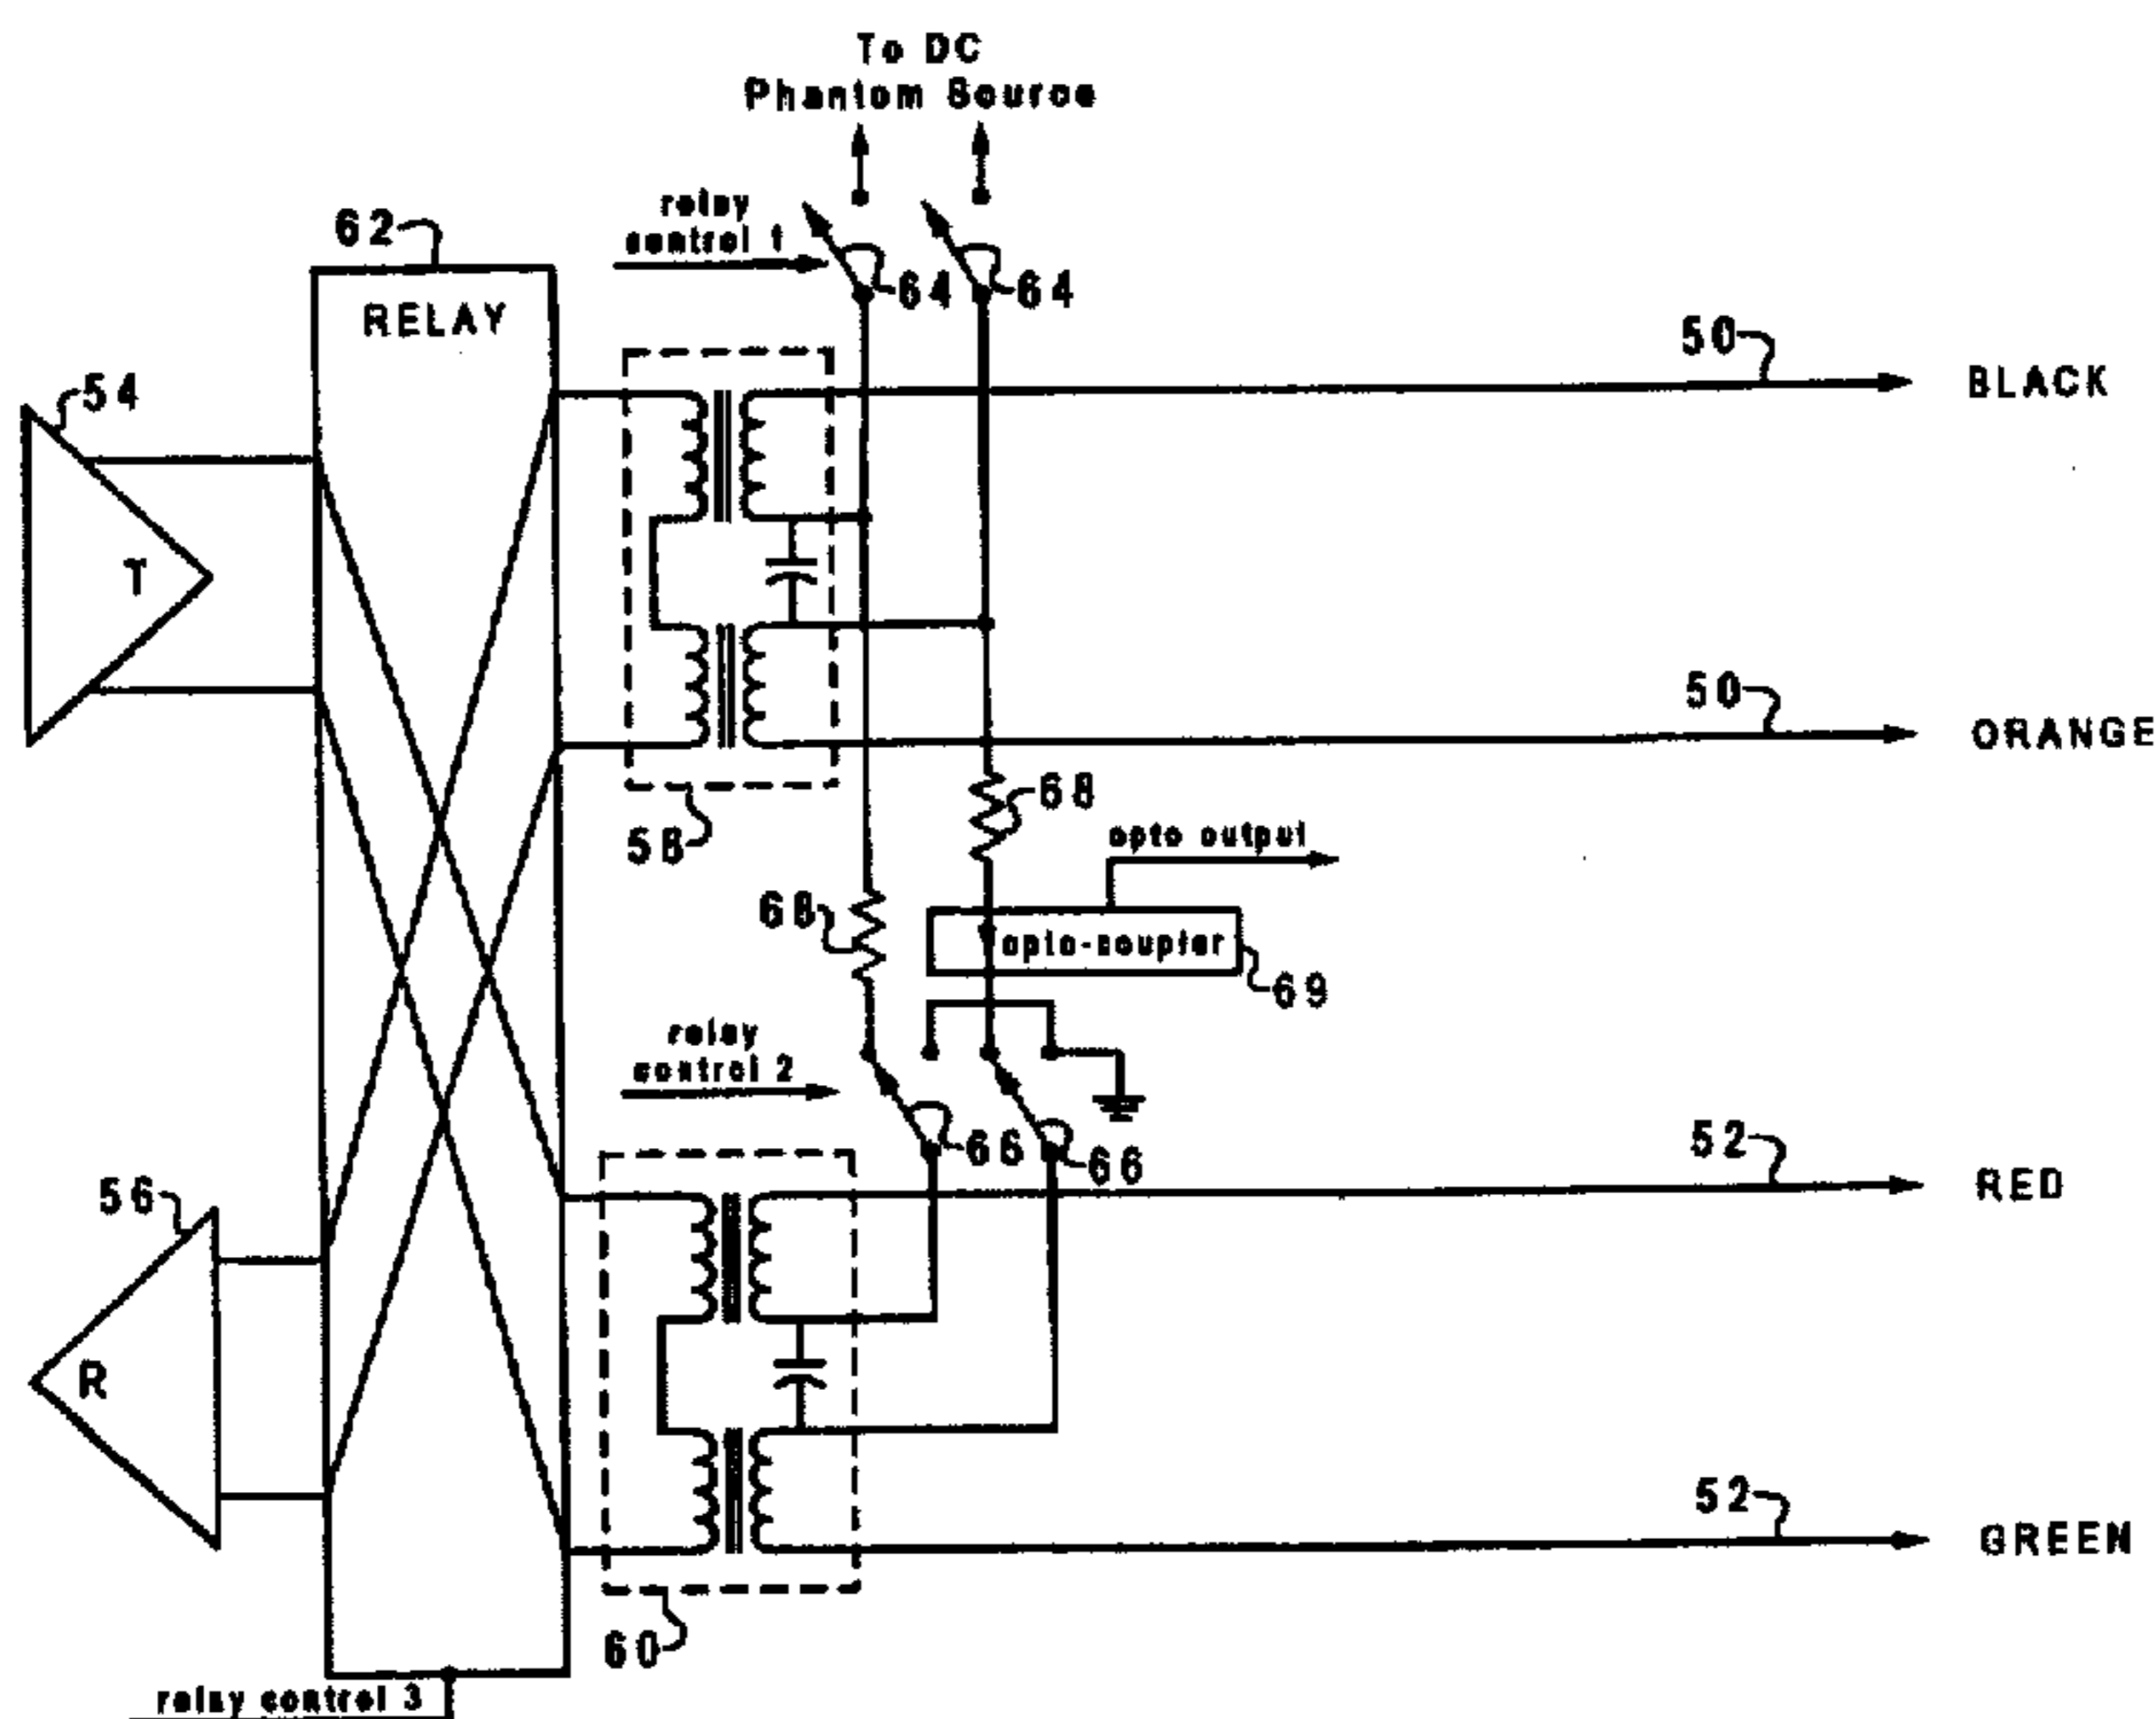 To DC
Phantom Source
relay
control 1
62
64
64
RELAY
50
BLACK
54
T
50
ORANGE
58
68
opto output
68
opto-coupler
69
relay
control 2
66
66
52
RED
56
R
52
GREEN
60
relay control 3